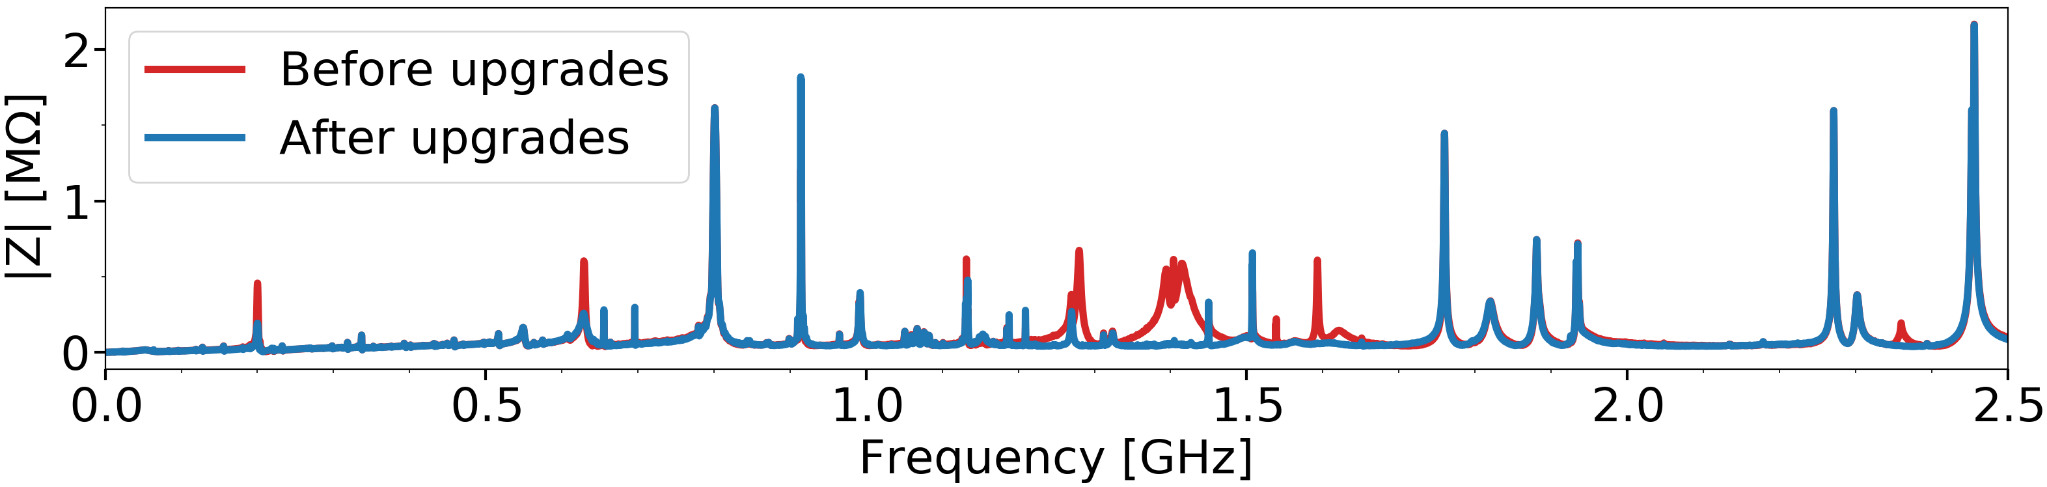 Before upgrades
After upgrades
|Z| [MΩ]
2
1
0
0.0 0.5 1.0 1.5 2.0 2.5
Frequency [GHz]